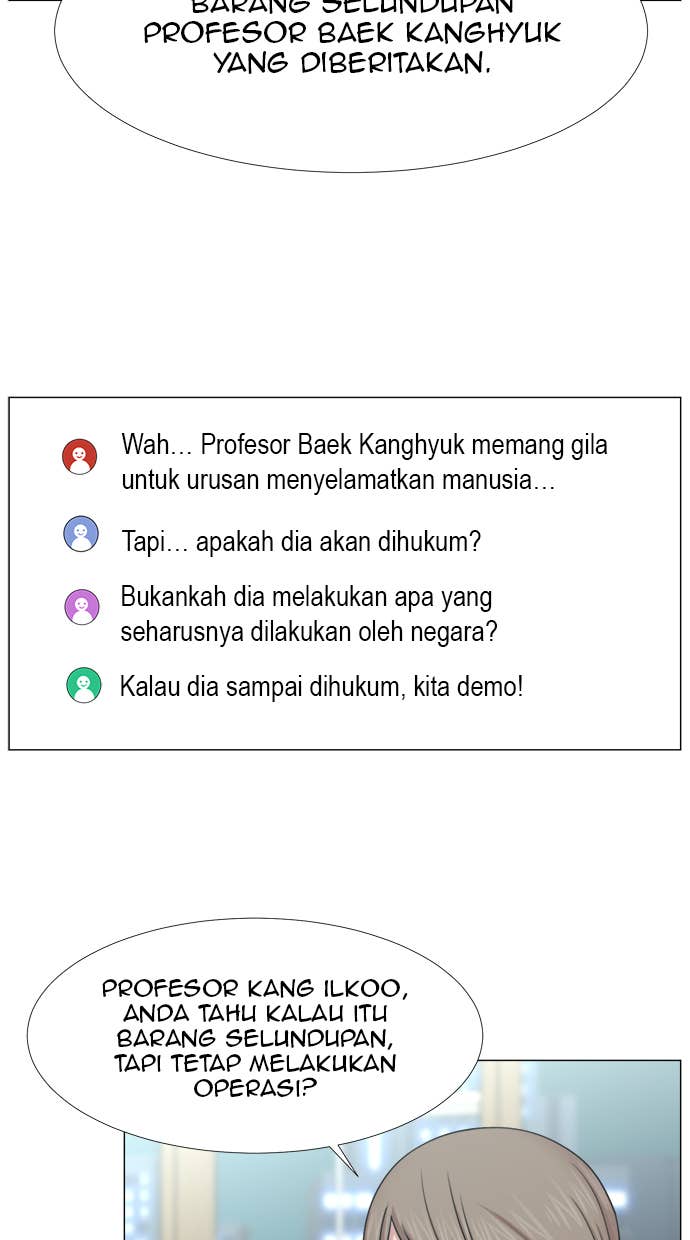 BARANG SELUNDUPAN
PROFESOR BAEK KANGHYUK
YANG DIBERITAKAN.
Wah... Profesor Baek Kanghyuk memang gila
untuk urusan menyelamatkan manusia...
Tapi... apakah dia akan dihukum?
Bukankah dia melakukan apa yang
seharusnya dilakukan oleh negara?
Kalau dia sampai dihukum, kita demo!
PROFESOR KANG ILKOO,
ANDA TAHU KALAU ITU
BARANG SELUNDUPAN,
TAPI TETAP MELAKUKAN
OPERASI?